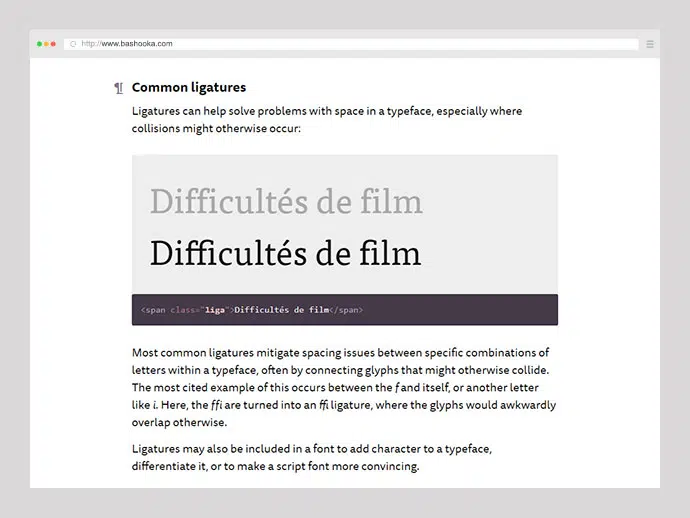 http://www.bashooka.com
¶ Common ligatures
Ligatures can help solve problems with space in a typeface, especially where
collisions might otherwise occur:
Difficultés de film
Difficultés de film
<span class="liga">Difficultés de film</span>
Most common ligatures mitigate spacing issues between specific combinations of
letters within a typeface, often by connecting glyphs that might otherwise collide.
The most cited example of this occurs between the f and itself, or another letter
like i. Here, the ffi are turned into an ffi ligature, where the glyphs would awkwardly
overlap otherwise.
Ligatures may also be included in a font to add character to a typeface,
differentiate it, or to make a script font more convincing.